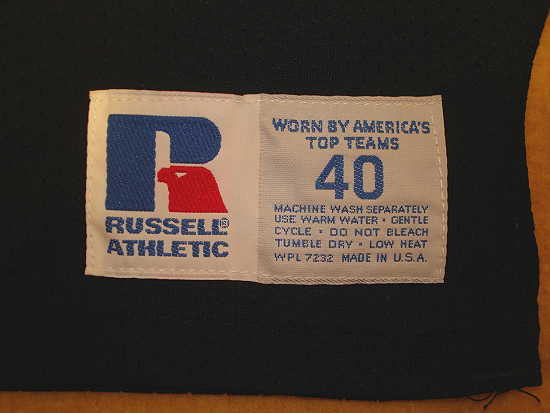 RUSSELL®
ATHLETIC
WORN BY AMERICA'S
TOP TEAMS
40
MACHINE WASH SEPARATELY
USE WARM WATER • GENTLE
CYCLE • DO NOT BLEACH
TUMBLE DRY • LOW HEAT
WPL 7232 MADE IN U.S.A.